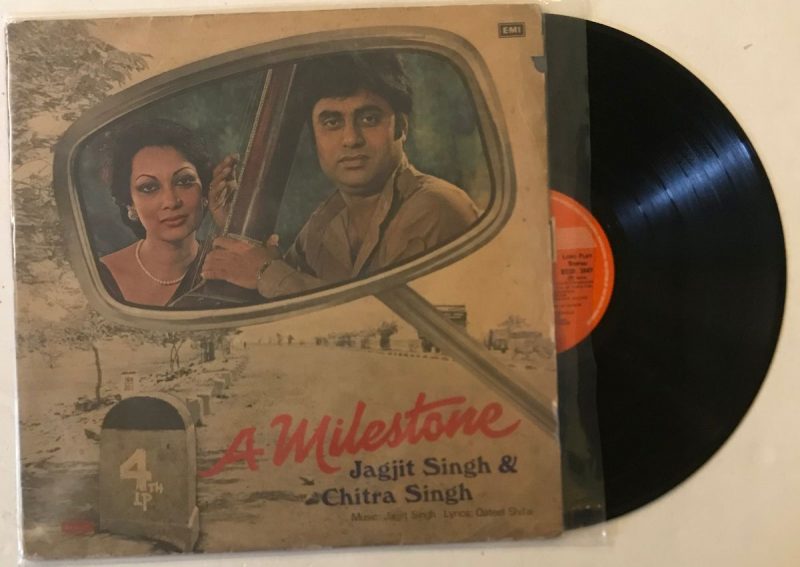 EMI
A Milestone
Jagjit Singh &
Chitra Singh
Music: Jagjit Singh Lyrics: Qateel Shifai
4TH
LP
LONG PLAY
Stereo